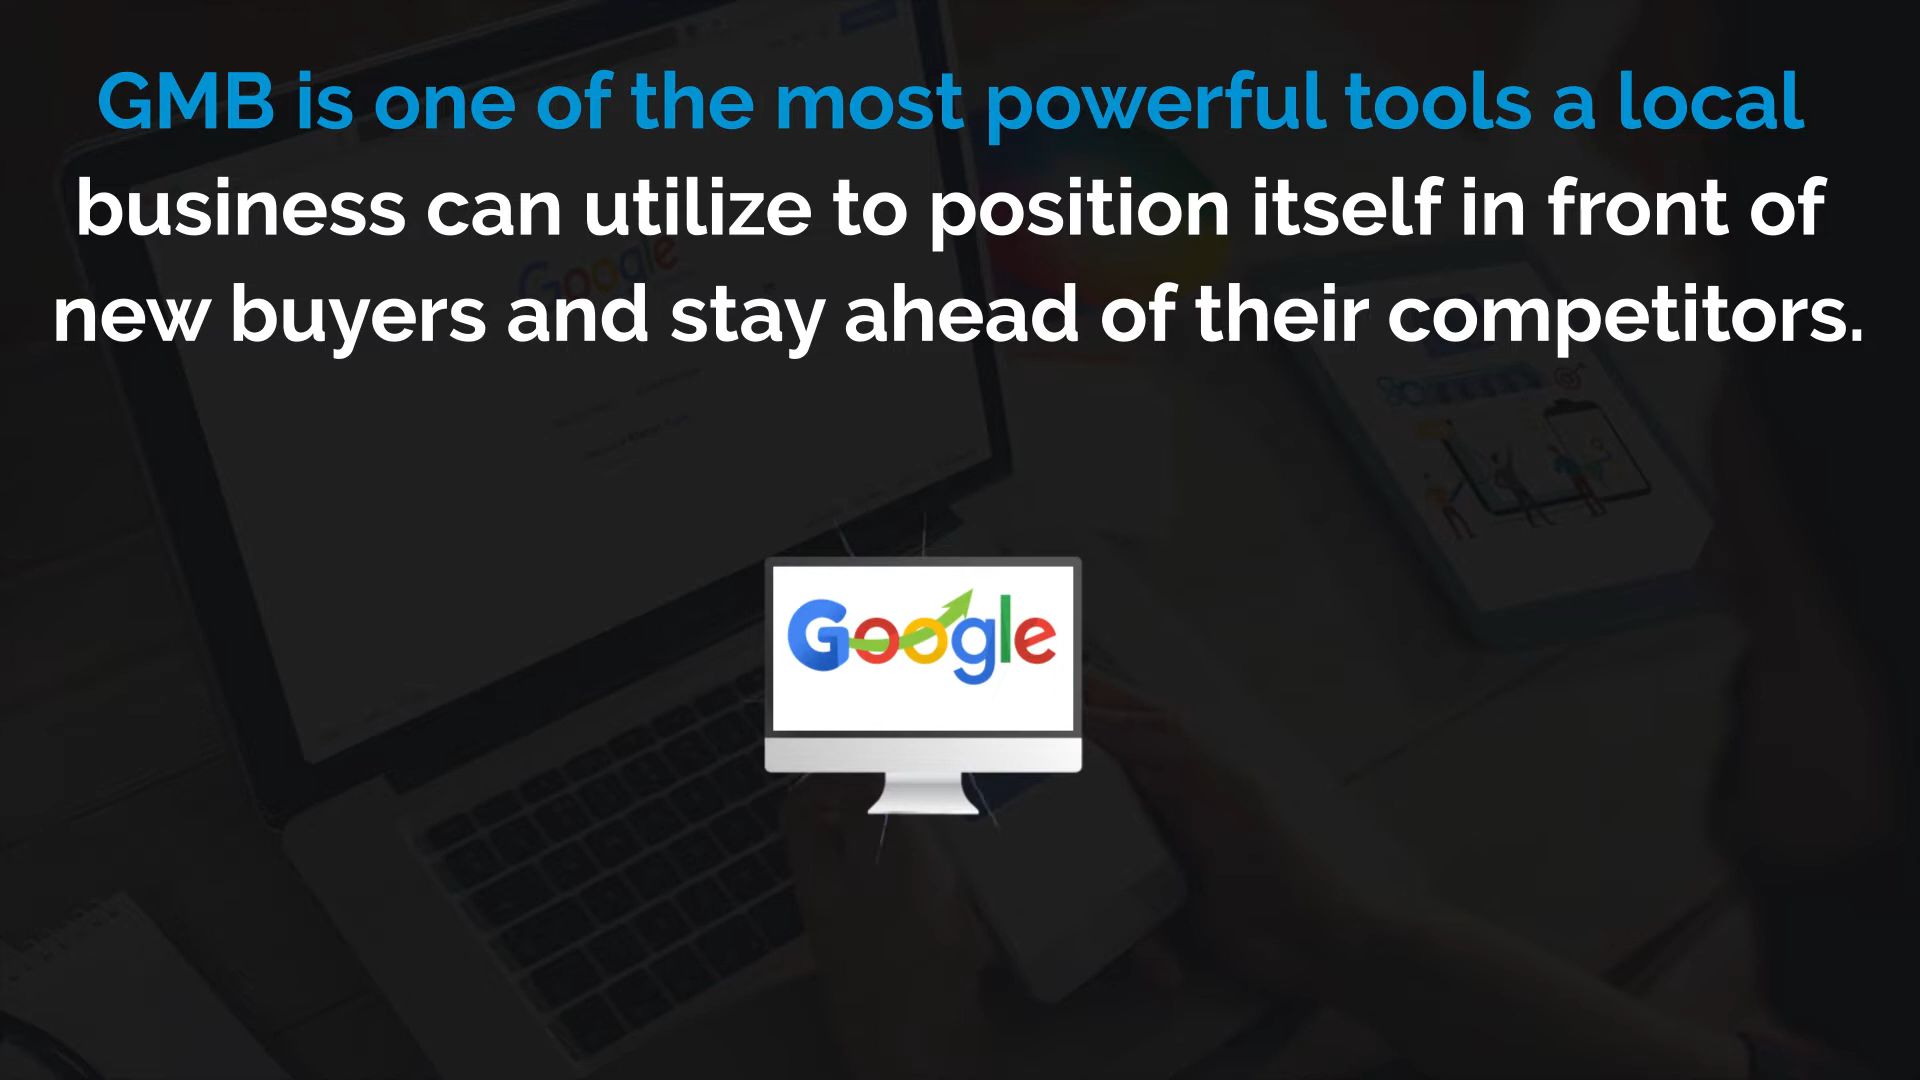 GMB is one of the most powerful tools a local
business can utilize to position itself in front of
new buyers and stay ahead of their competitors.
Google
Google